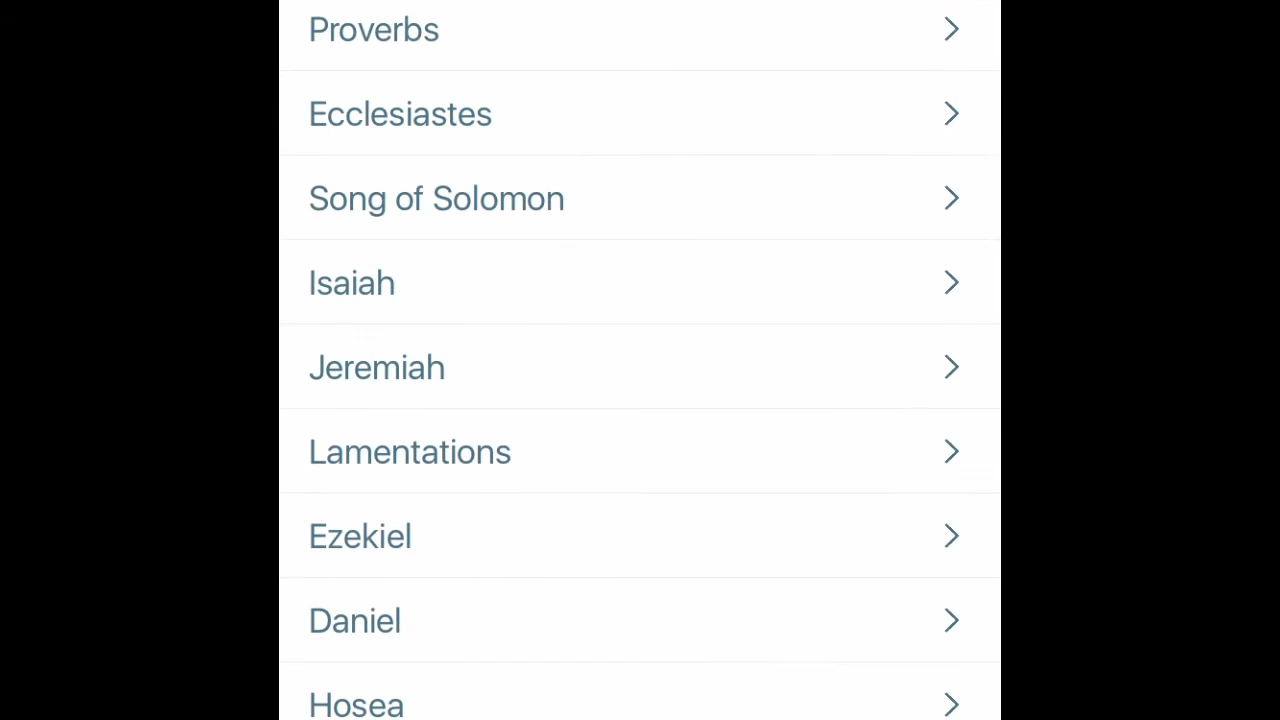 Proverbs
Ecclesiastes
Song of Solomon
Isaiah
Jeremiah
Lamentations
Ezekiel
Daniel
Hosea